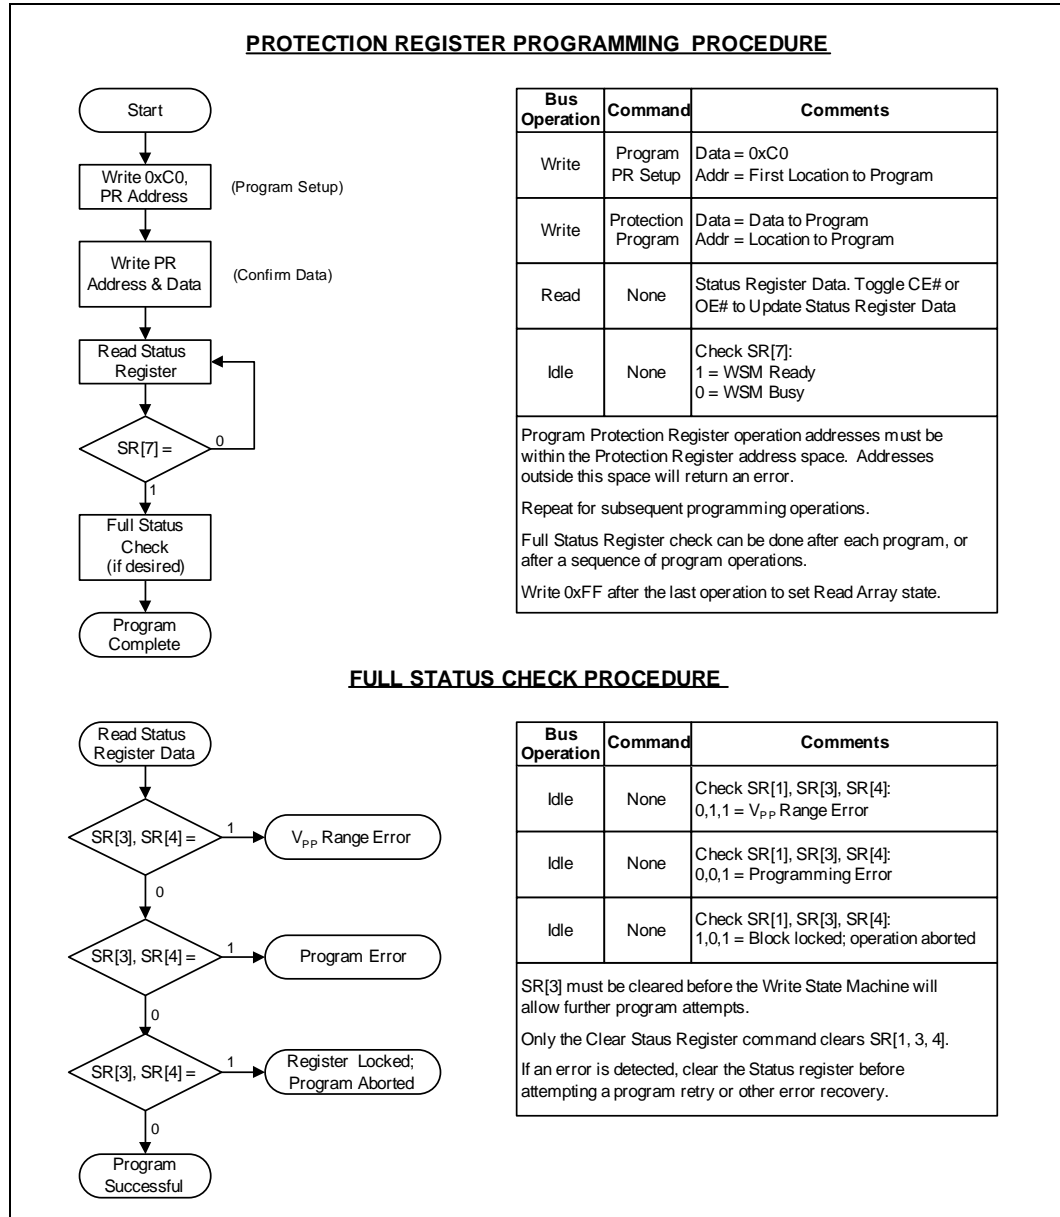 PROTECTION REGISTER PROGRAMMING PROCEDURE
Start
Write 0xC0,
PR Address
(Program Setup)
Write PR
Address & Data
(Confirm Data)
Read Status
Register
SR[7] =
0
1
Full Status
Check
(if desired)
Program
Complete
Bus
Operation
Command
Comments
Write
Program
PR Setup
Data = 0xC0
Addr = First Location to Program
Write
Protection
Program
Data = Data to Program
Addr = Location to Program
Read
None
Status Register Data. Toggle CE# or
OE# to Update Status Register Data
Idle
None
Check SR[7]:
1 = WSM Ready
0 = WSM Busy
Program Protection Register operation addresses must be
within the Protection Register address space. Addresses
outside this space will return an error.
Repeat for subsequent programming operations.
Full Status Register check can be done after each program, or
after a sequence of program operations.
Write 0xFF after the last operation to set Read Array state.
FULL STATUS CHECK PROCEDURE
Read Status
Register Data
SR[3], SR[4] =
1
VPP Range Error
0
SR[3], SR[4] =
1
Program Error
0
SR[3], SR[4] =
1
Register Locked;
Program Aborted
0
Program
Successful
Bus
Operation
Command
Comments
Idle
None
Check SR[1], SR[3], SR[4]:
0,1,1 = VPP Range Error
Idle
None
Check SR[1], SR[3], SR[4]:
0,0,1 = Programming Error
Idle
None
Check SR[1], SR[3], SR[4]:
1,0,1 = Block locked; operation aborted
SR[3] must be cleared before the Write State Machine will
allow further program attempts.
Only the Clear Staus Register command clears SR[1, 3, 4].
If an error is detected, clear the Status register before
attempting a program retry or other error recovery.